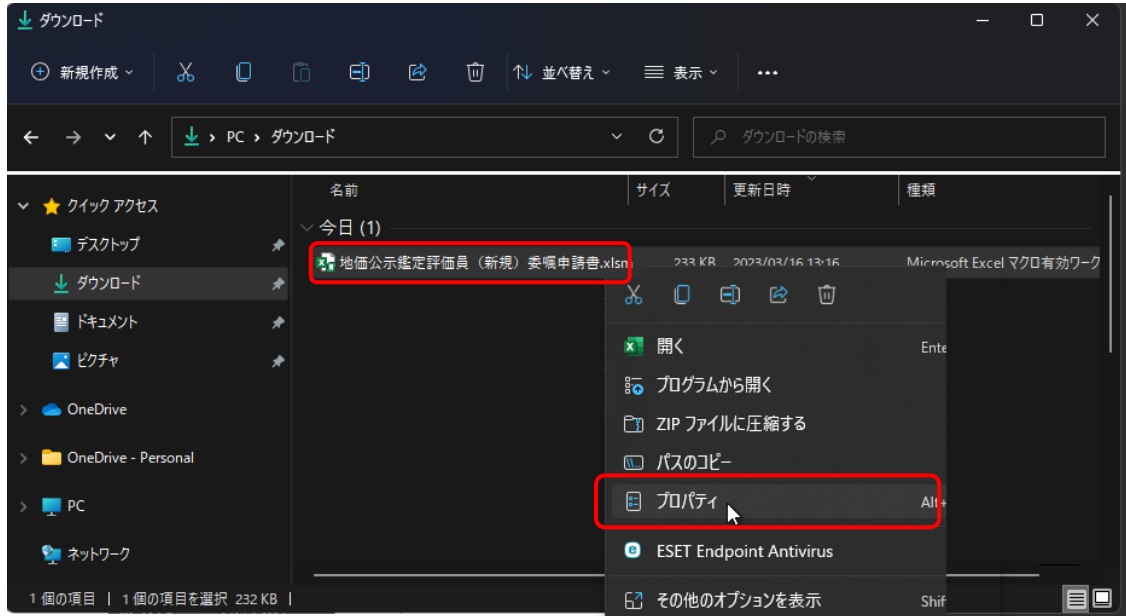 ダウンロード
新規作成
並べ替え
表示
PC
ダウンロード
ダウンロードの検索
名前 サイズ 更新日時 種類
クイック アクセス
デスクトップ
ダウンロード
ドキュメント
ピクチャ
OneDrive
OneDrive - Personal
PC
ネットワーク
今日 (1)
地価公示鑑定評価員（新規）委嘱申請書.xlsm 233 KB 2023/03/16 13:16 Microsoft Excel マクロ有効ワーク
開く Ente
プログラムから開く
ZIP ファイルに圧縮する
パスのコピー
プロパティ Alt+
ESET Endpoint Antivirus
その他のオプションを表示 Shif
1 個の項目 | 1 個の項目を選択 232 KB |